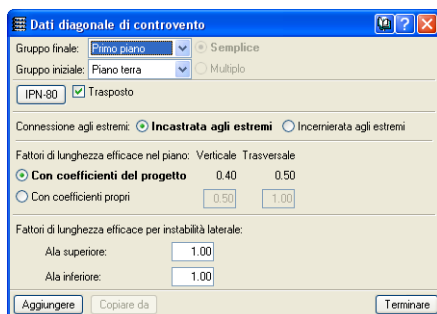 Dati diagonale di controvento
Gruppo finale: Primo piano Semplice
Gruppo iniziale: Piano terra Multiplo
IPN-80 Trasposto
Connessione agli estremi: Incastrata agli estremi Incernierata agli estremi
Fattori di lunghezza efficace nel piano: Verticale Trasversale
Con coefficienti del progetto 0.40 0.50
Con coefficienti propri 0.50 1.00
Fattori di lunghezza efficace per instabilità laterale:
Ala superiore: 1.00
Ala inferiore: 1.00
Aggiungere Copiare da Terminare